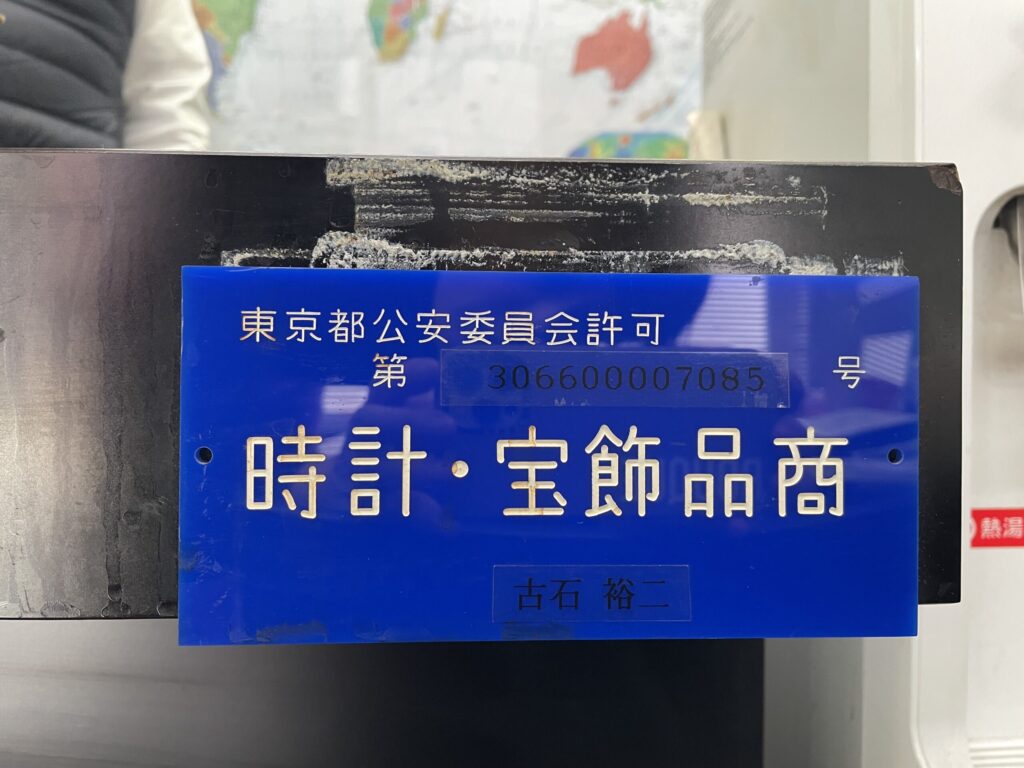 東京都公安委員会許可
第 306600007085 号
時計・宝飾品商
古石 裕二
熱湯